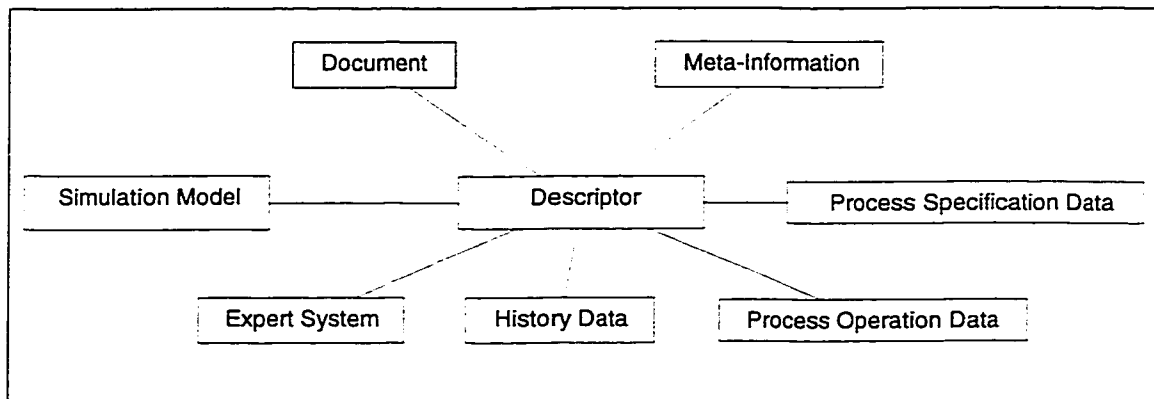 Document
Meta-Information
Simulation Model
Descriptor
Process Specification Data
Expert System
History Data
Process Operation Data